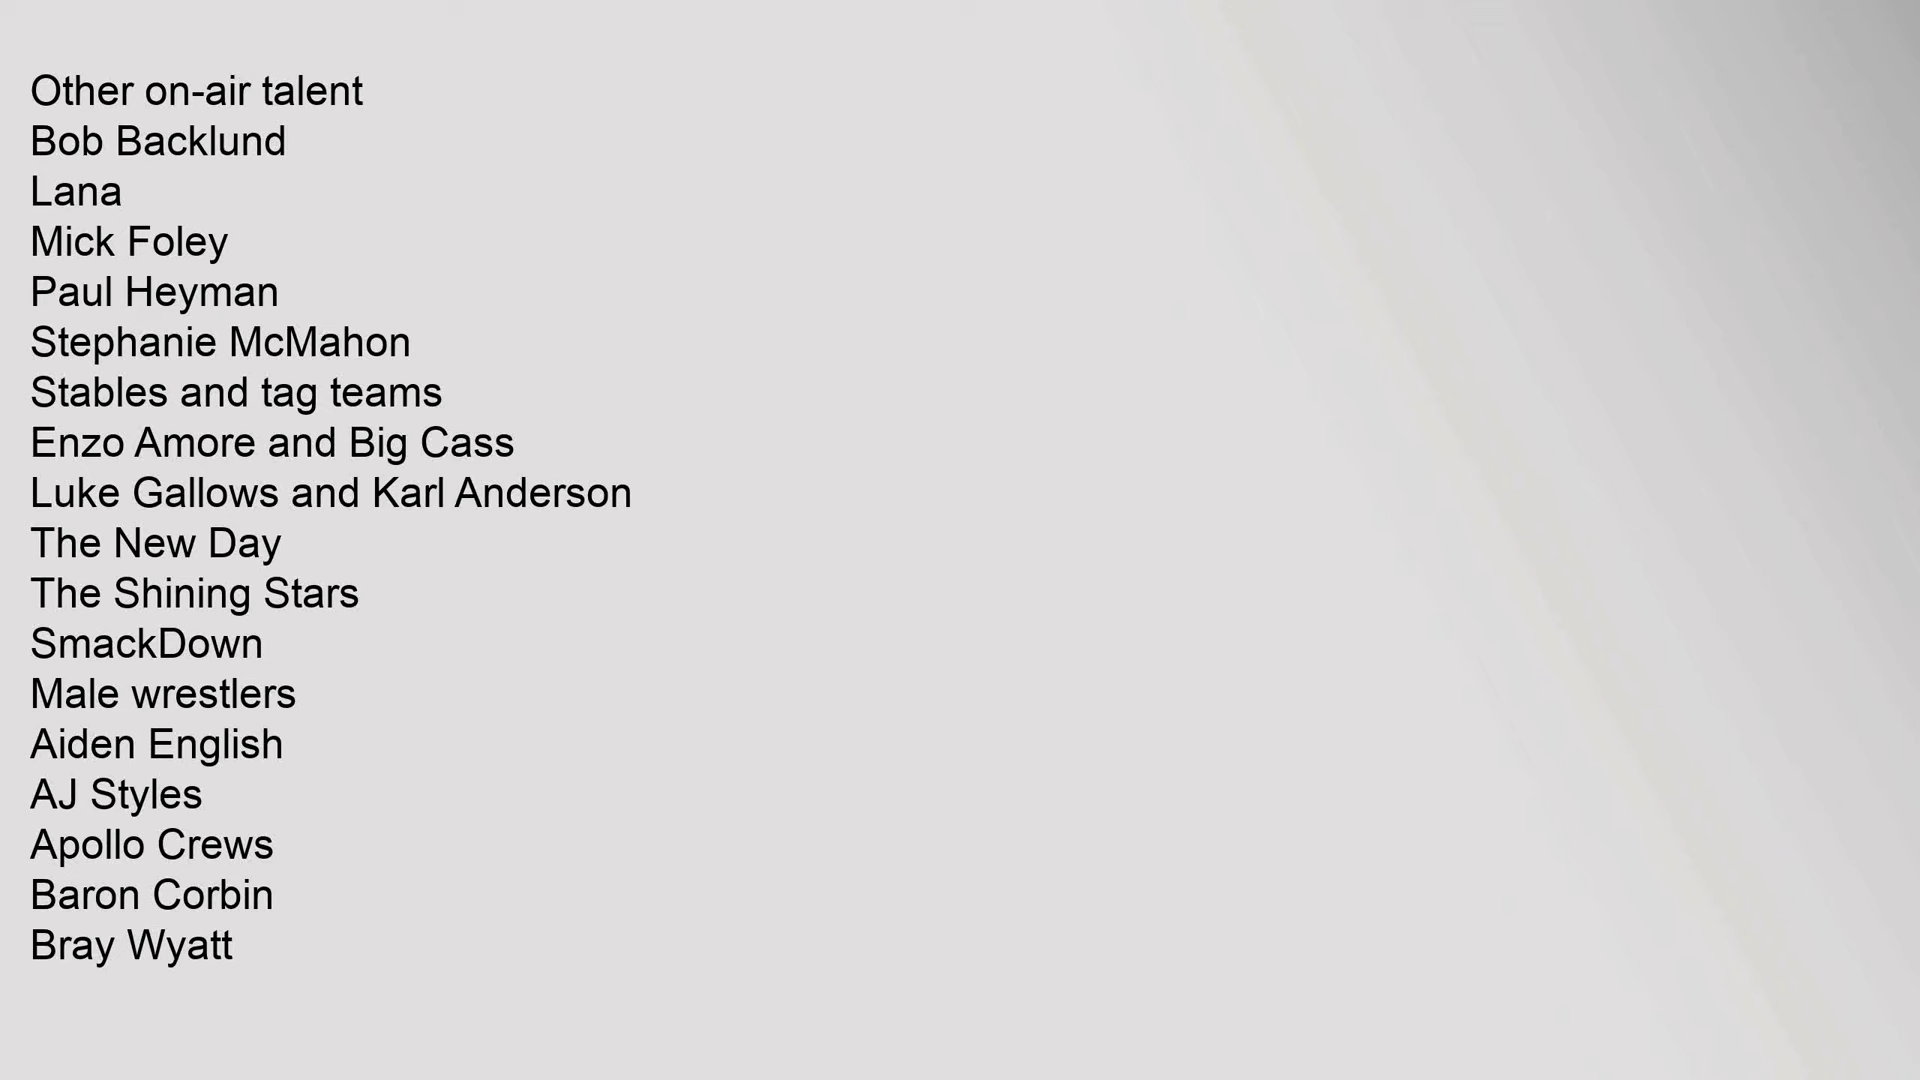 Other on-air talent
Bob Backlund
Lana
Mick Foley
Paul Heyman
Stephanie McMahon
Stables and tag teams
Enzo Amore and Big Cass
Luke Gallows and Karl Anderson
The New Day
The Shining Stars
SmackDown
Male wrestlers
Aiden English
AJ Styles
Apollo Crews
Baron Corbin
Bray Wyatt